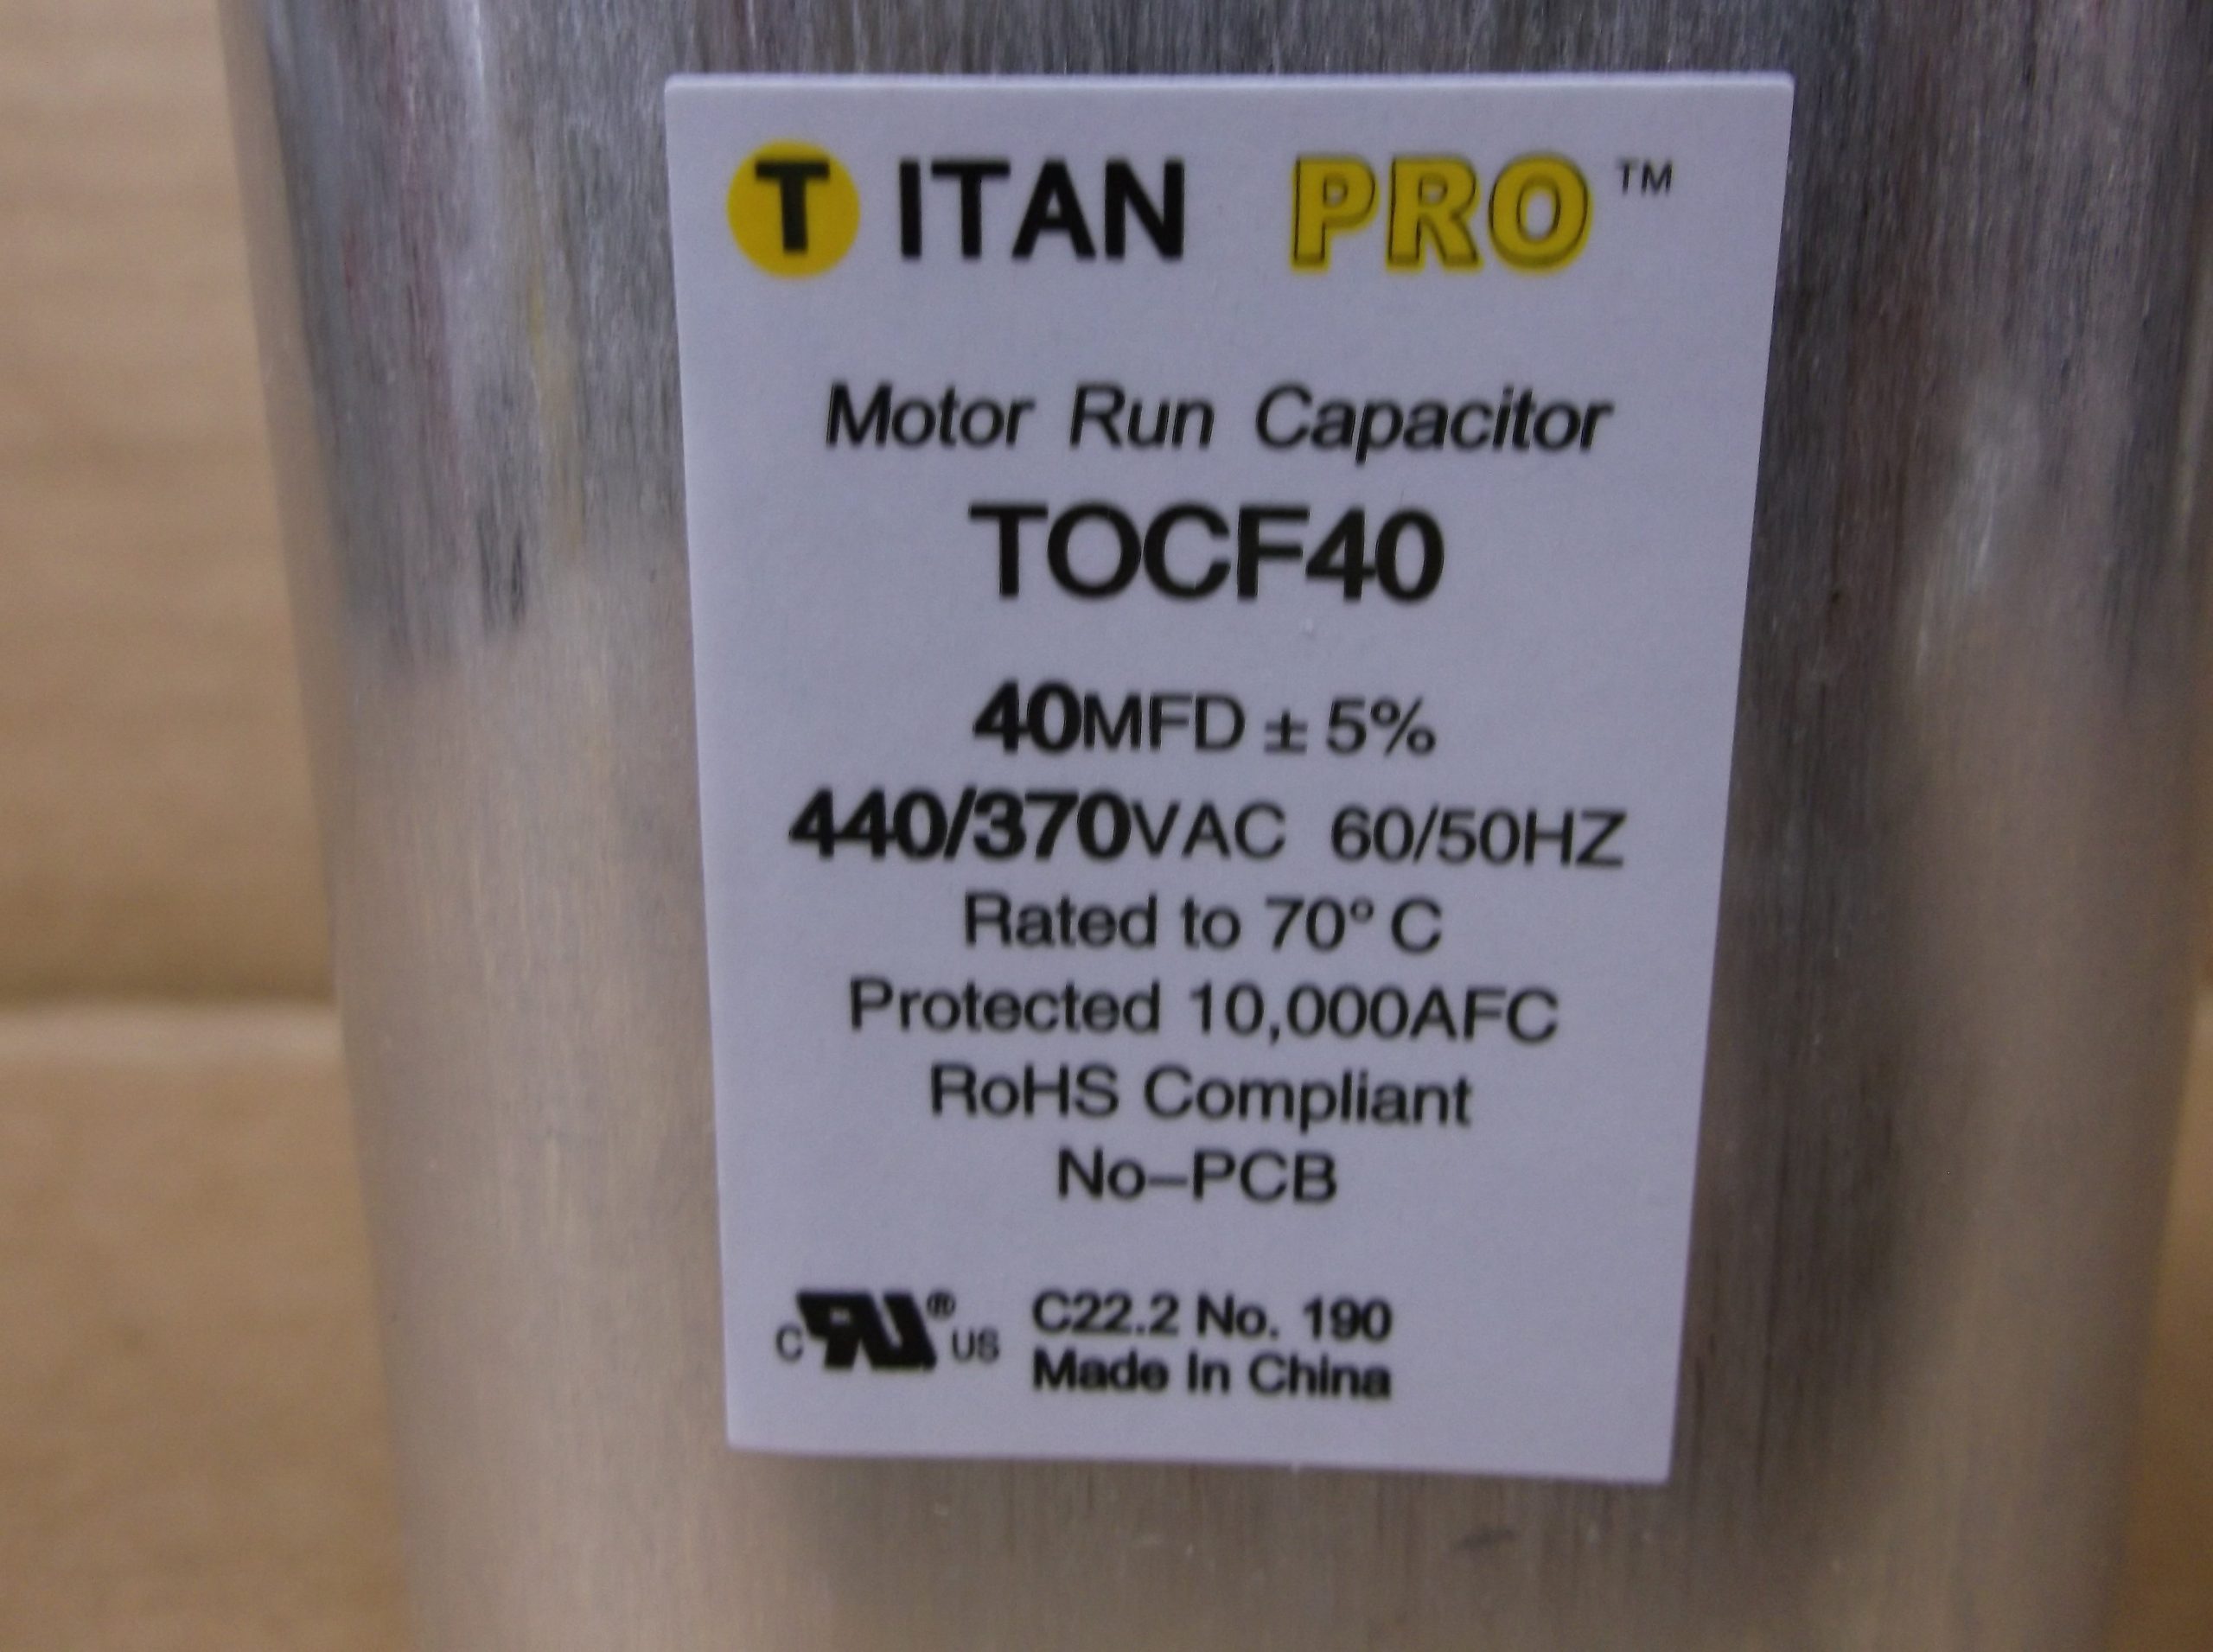 TITAN PRO™
Motor Run Capacitor
TOCF40
40MFD ± 5%
440/370VAC 60/50HZ
Rated to 70° C
Protected 10,000AFC
RoHS Compliant
No–PCB
C RU® US C22.2 No. 190
Made In China